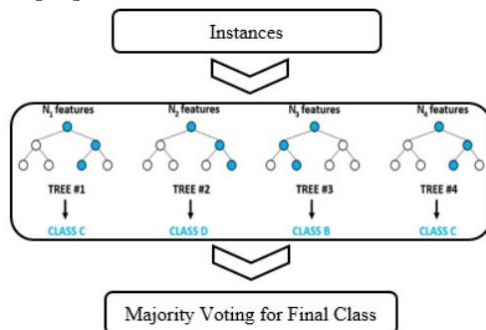 Instances
N₁ features N₂ features N₃ features N₄ features
TREE #1 TREE #2 TREE #3 TREE #4
CLASS C CLASS D CLASS B CLASS C
Majority Voting for Final Class